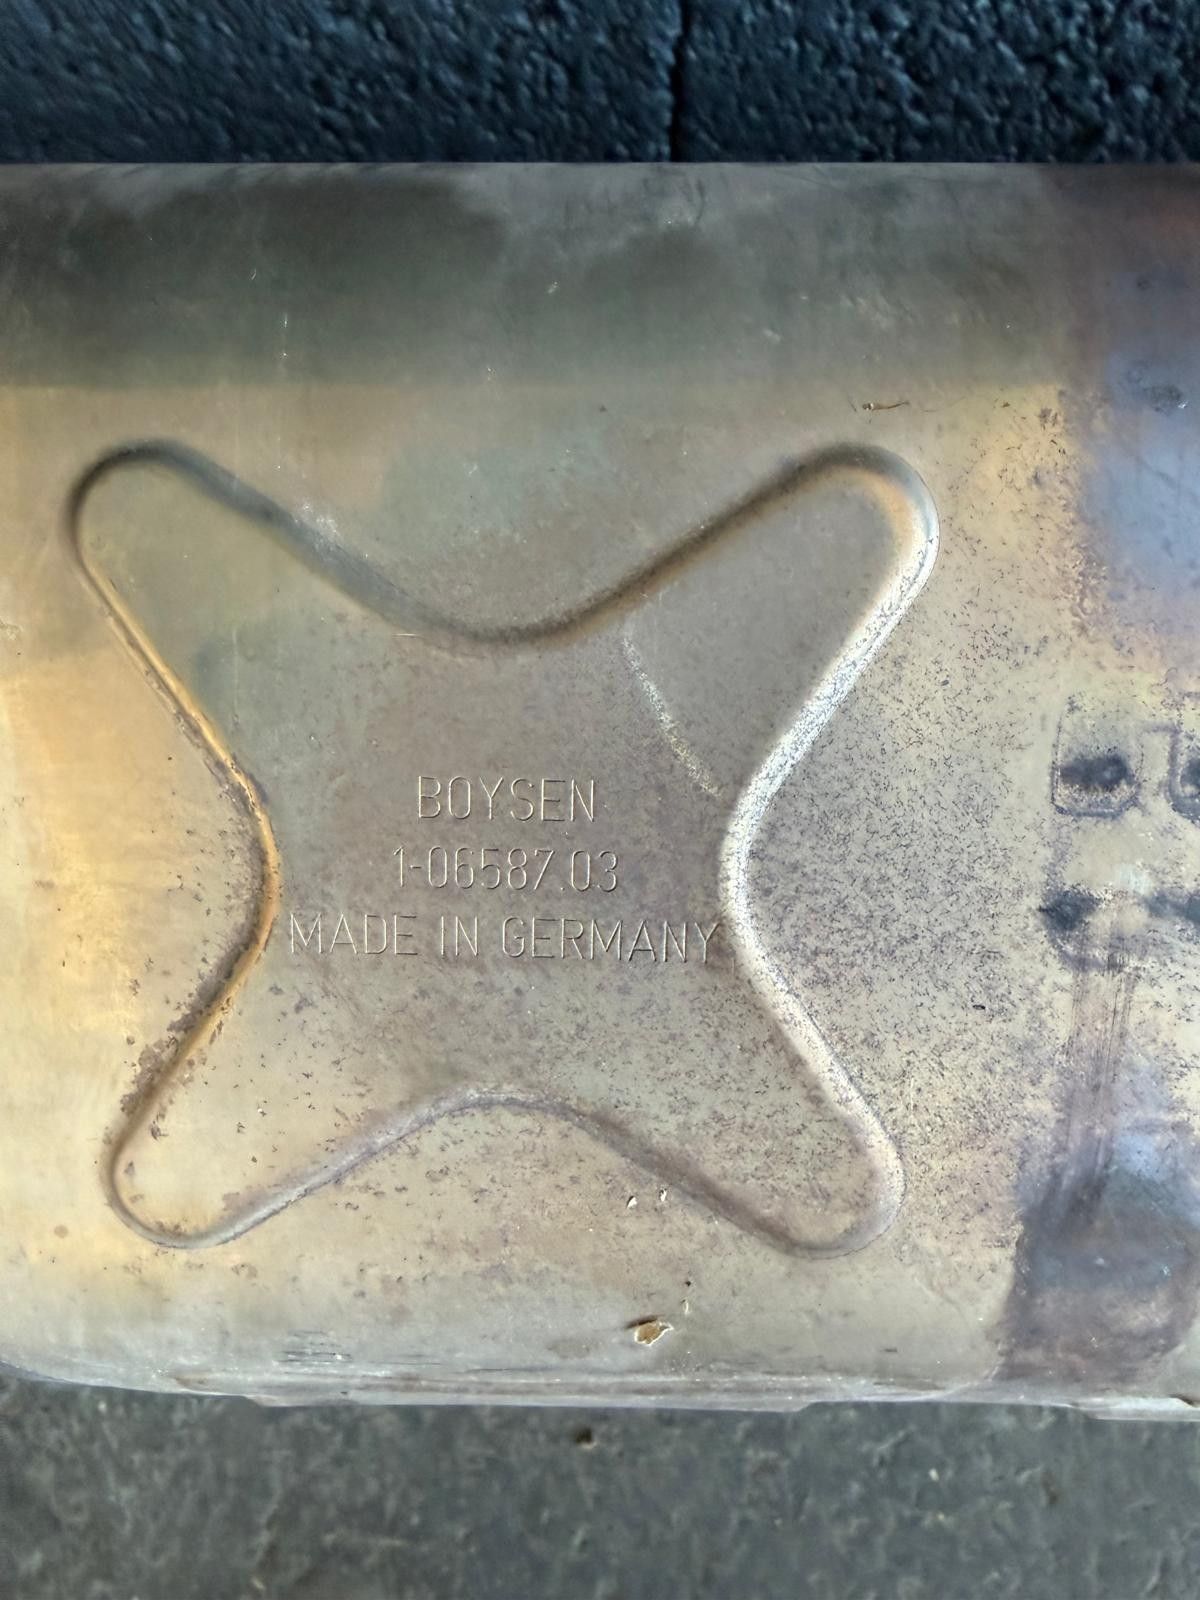 BOYSEN
1-06587.03
MADE IN GERMANY